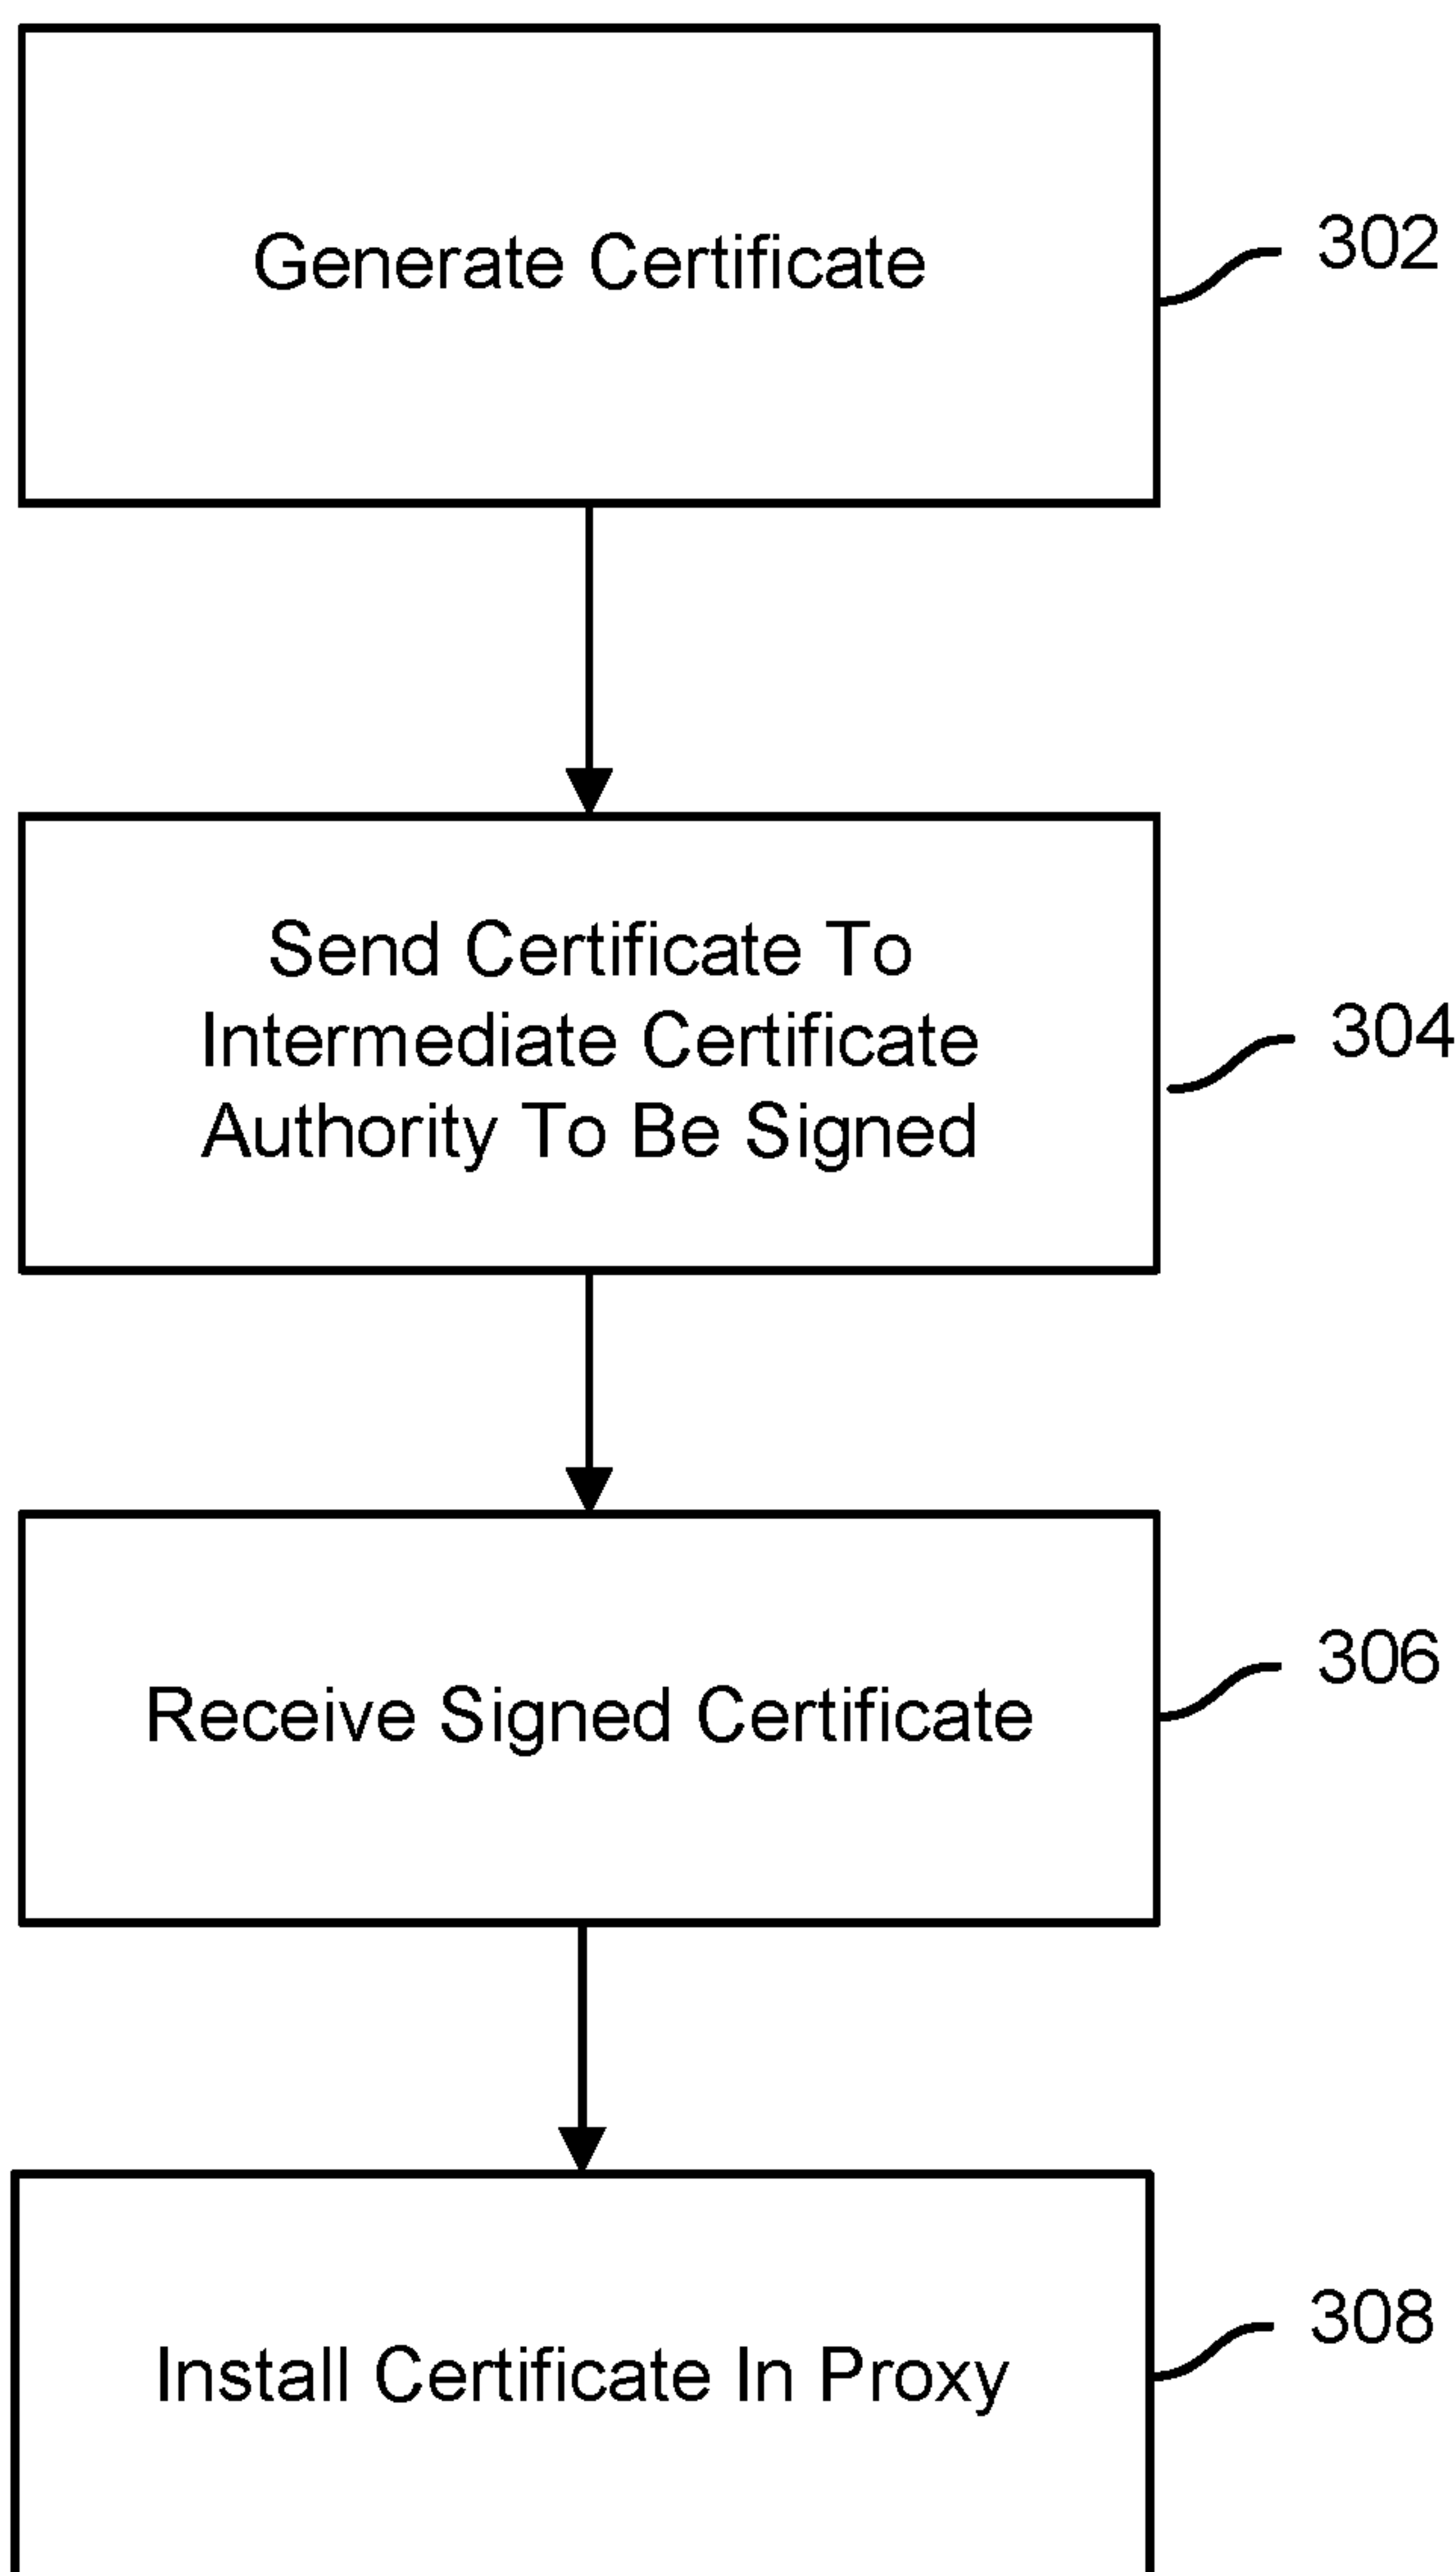 Generate Certificate
302
Send Certificate To
Intermediate Certificate
Authority To Be Signed
304
Receive Signed Certificate
306
Install Certificate In Proxy
308